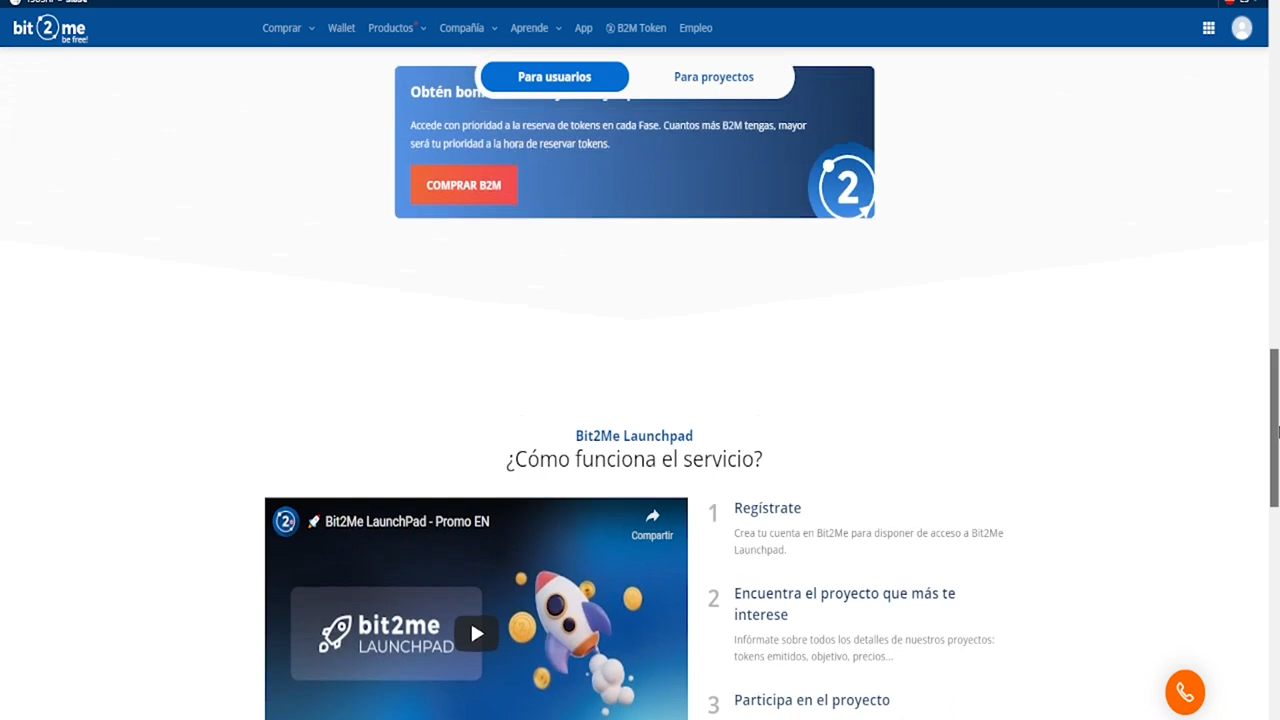 bit2me
be free!
Comprar
Wallet
Productos
Compañía
Aprende
App
B2M Token
Empleo
Para usuarios
Para proyectos
Obtén
Accede con prioridad a la reserva de tokens en cada Fase. Cuantos más B2M tengas, mayor
será tu prioridad a la hora de reservar tokens.
COMPRAR B2M
2
Bit2Me Launchpad
¿Cómo funciona el servicio?
2
Bit2Me LaunchPad - Promo EN
Compartir
bit2me
LAUNCHPAD
1
Regístrate
Crea tu cuenta en Bit2Me para disponer de acceso a Bit2Me
Launchpad.
2
Encuentra el proyecto que más te
interese
Infórmate sobre todos los detalles de nuestros proyectos:
tokens emitidos, objetivo, precios...
3
Participa en el proyecto